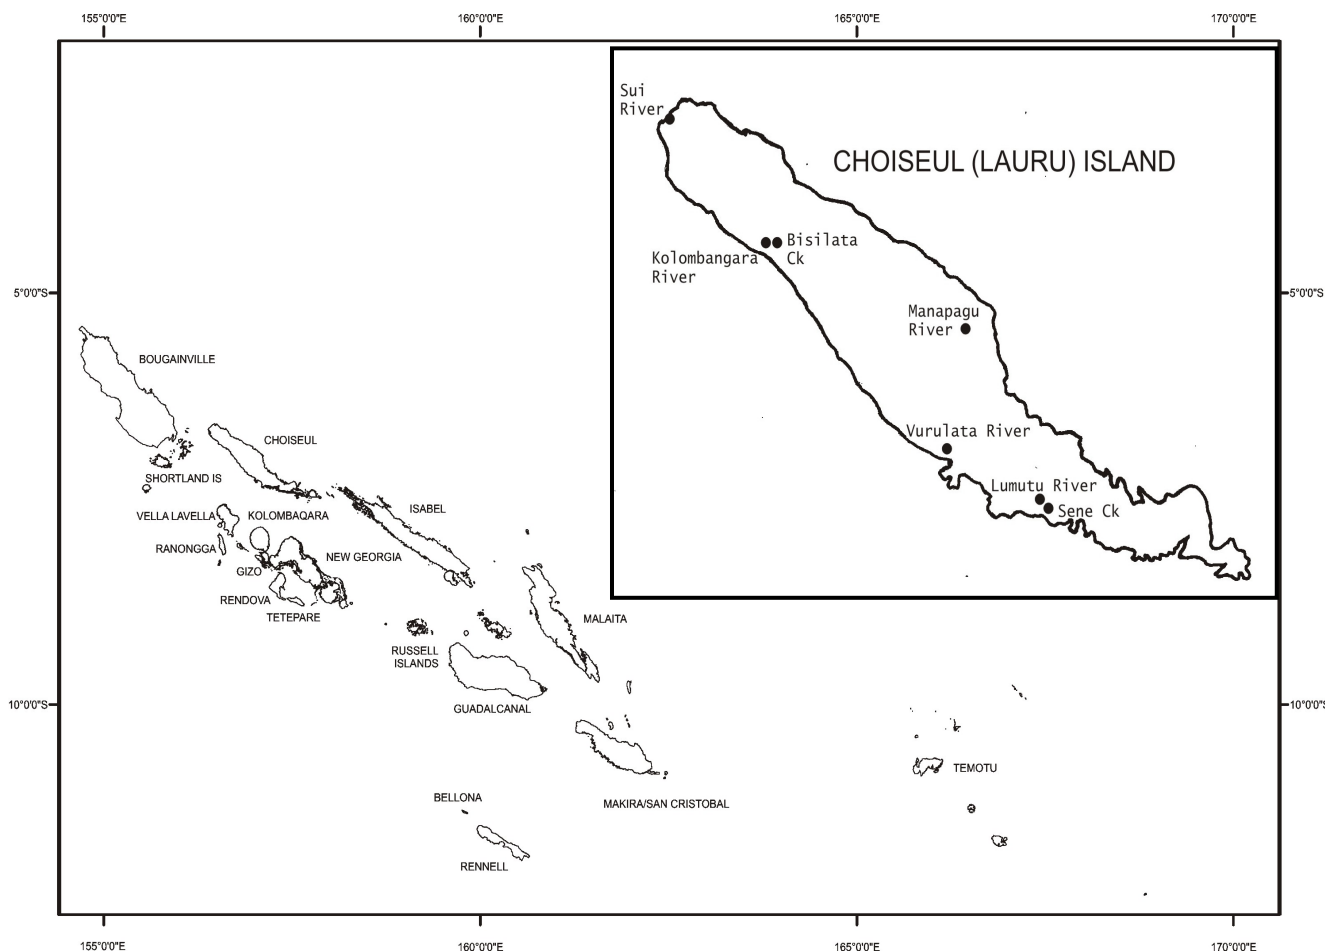 155°0'0"E
160°0'0"E
165°0'0"E
170°0'0"E
Sui
River
CHOISEUL (LAURU) ISLAND
Bisilata
Ck
Kolombangara
River
Manapagu
River
Vurulata River
Lumutu River
Sene Ck
5°0'0"S
5°0'0"S
BOUGAINVILLE
CHOISEUL
SHORTLAND IS
VELLA LAVELLA
KOLOMBAQARA
ISABEL
RANONGGA
NEW GEORGIA
GIZO
RENDOVA
TETEPARE
MALAITA
RUSSELL
ISLANDS
GUADALCANAL
10°0'0"S
10°0'0"S
TEMOTU
BELLONA
MAKIRA/SAN CRISTOBAL
RENNELL
155°0'0"E
160°0'0"E
165°0'0"E
170°0'0"E